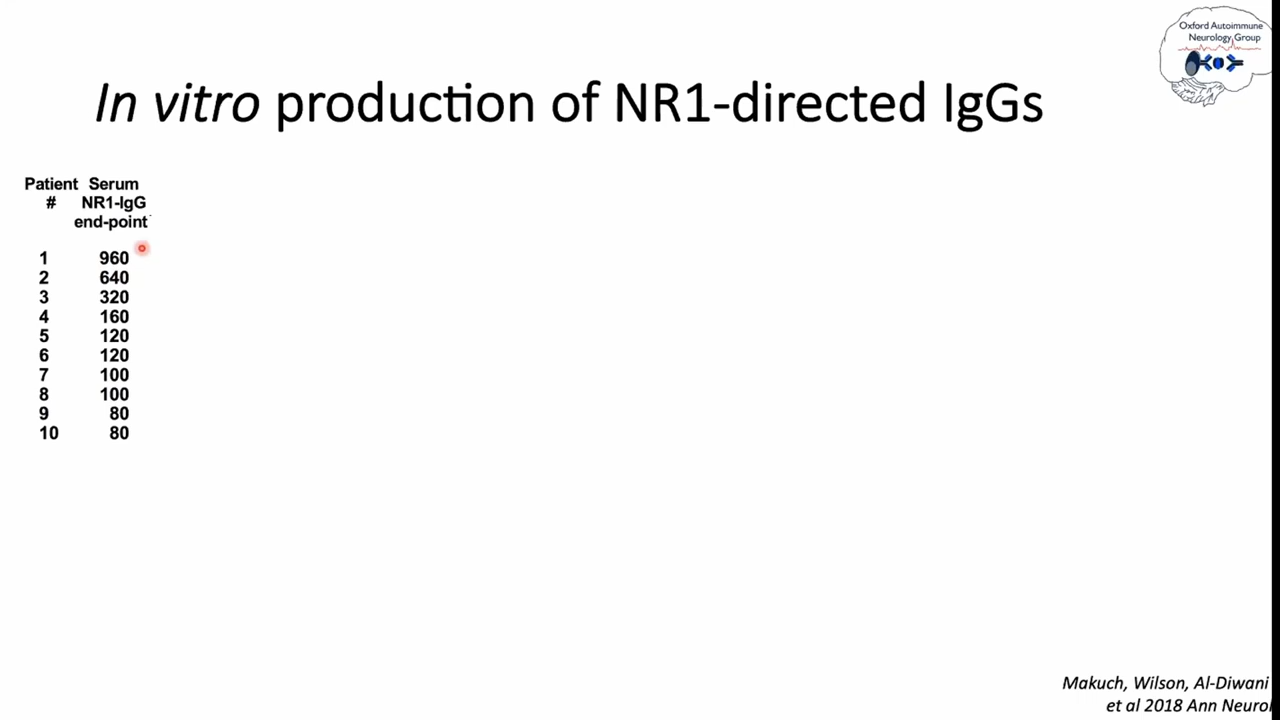 Oxford Autoimmune
Neurology Group
In vitro production of NR1-directed IgGs
Patient Serum
# NR1-IgG
end-point
1 960
2 640
3 320
4 160
5 120
6 120
7 100
8 100
9 80
10 80
Makuch, Wilson, Al-Diwani
et al 2018 Ann Neurol